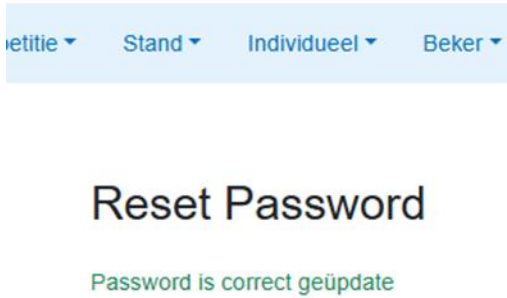 Stand Individueel Beker
Reset Password
Password is correct geüpdate